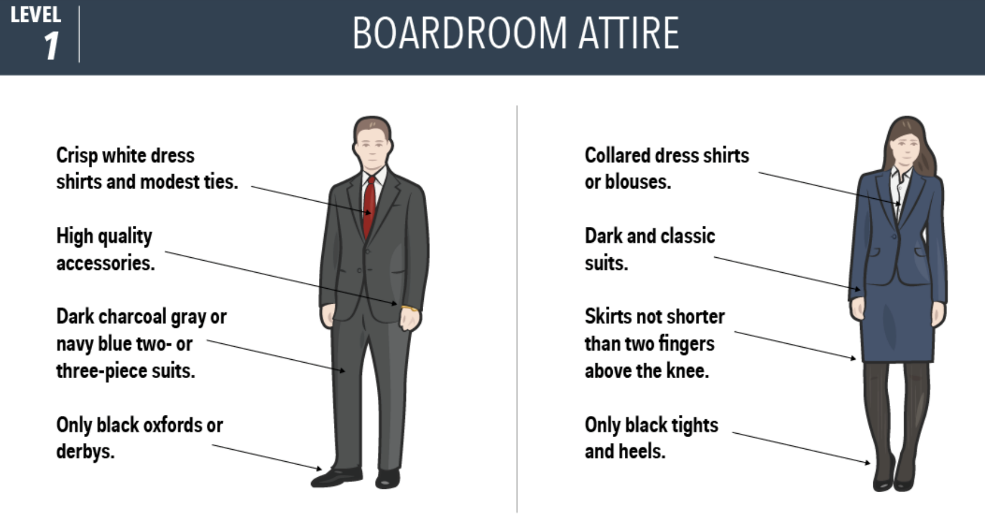 LEVEL
1
BOARDROOM ATTIRE
Crisp white dress
shirts and modest ties.
High quality
accessories.
Dark charcoal gray or
navy blue two- or
three-piece suits.
Only black oxfords or
derbys.
Collared dress shirts
or blouses.
Dark and classic
suits.
Skirts not shorter
than two fingers
above the knee.
Only black tights
and heels.